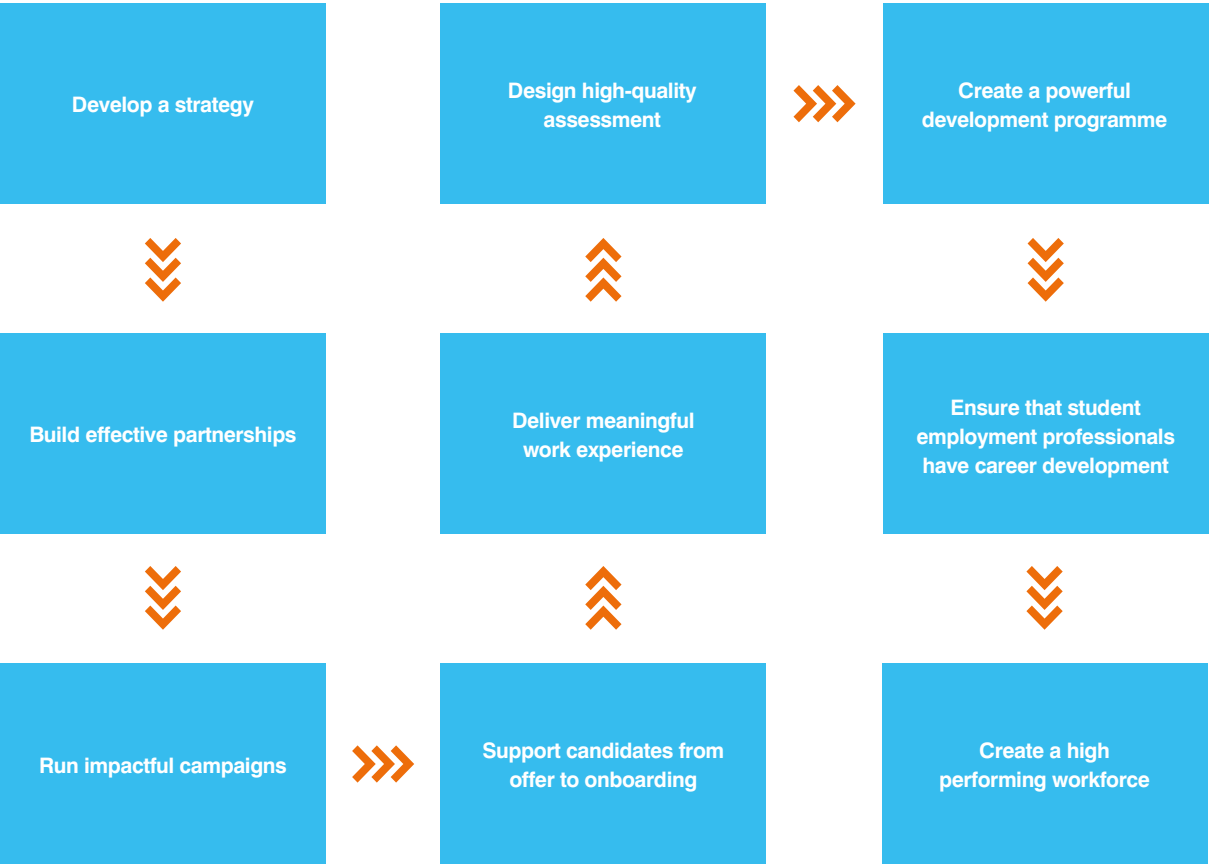 Develop a strategy
Design high-quality
assessment
Create a powerful
development programme
Build effective partnerships
Deliver meaningful
work experience
Ensure that student
employment professionals
have career development
Run impactful campaigns
Support candidates from
offer to onboarding
Create a high
performing workforce